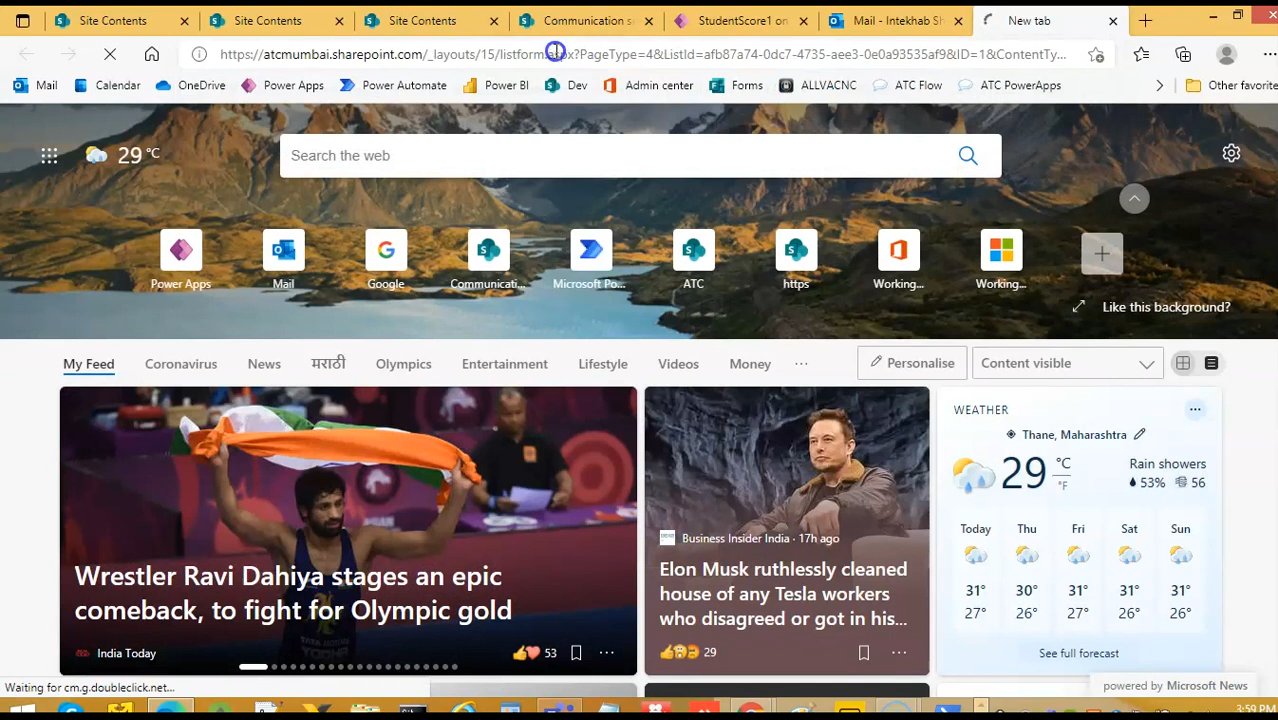 Site Contents
Site Contents
Site Contents
Communication s
StudentScore1 on
Mail - Intekhab Sh
New tab
https://atcmumbai.sharepoint.com/_layouts/15/listform.aspx?PageType=4&ListId=afb87a74-0dc7-4735-aee3-0e0a93535af9&ID=1&ContentTy...
Mail
Calendar
OneDrive
Power Apps
Power Automate
Power BI
Dev
Admin center
Forms
ALLVACNC
ATC Flow
ATC PowerApps
Other favorite
29 °C
Search the web
Power Apps
Mail
Google
Communicati...
Microsoft Po...
ATC
https
Working...
Working...
Like this background?
My Feed
Coronavirus
News
मराठी
Olympics
Entertainment
Lifestyle
Videos
Money
...
Personalise
Content visible
Wrestler Ravi Dahiya stages an epic
comeback, to fight for Olympic gold
India Today
53
Business Insider India · 17h ago
Elon Musk ruthlessly cleaned
house of any Tesla workers
who disagreed or got in his...
29
WEATHER
Thane, Maharashtra
29 °C
°F
Rain showers
53% 56
Today Thu Fri Sat Sun
31° 30° 31° 31° 31°
27° 26° 27° 26° 26°
See full forecast
powered by Microsoft News
Waiting for cm.g.doubleclick.net...
3:59 PM